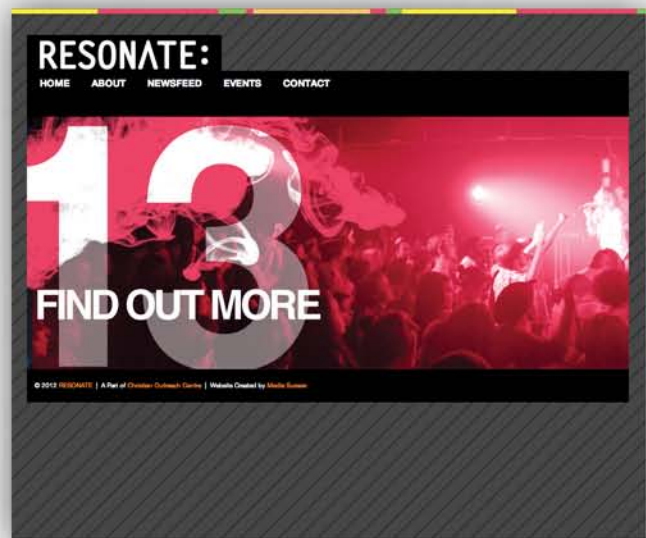 RESONATE:
HOME ABOUT NEWSFEED EVENTS CONTACT
13
FIND OUT MORE
© 2012 RESONATE | A Part of Christian Outreach Centre | Website Created by Media Sunson